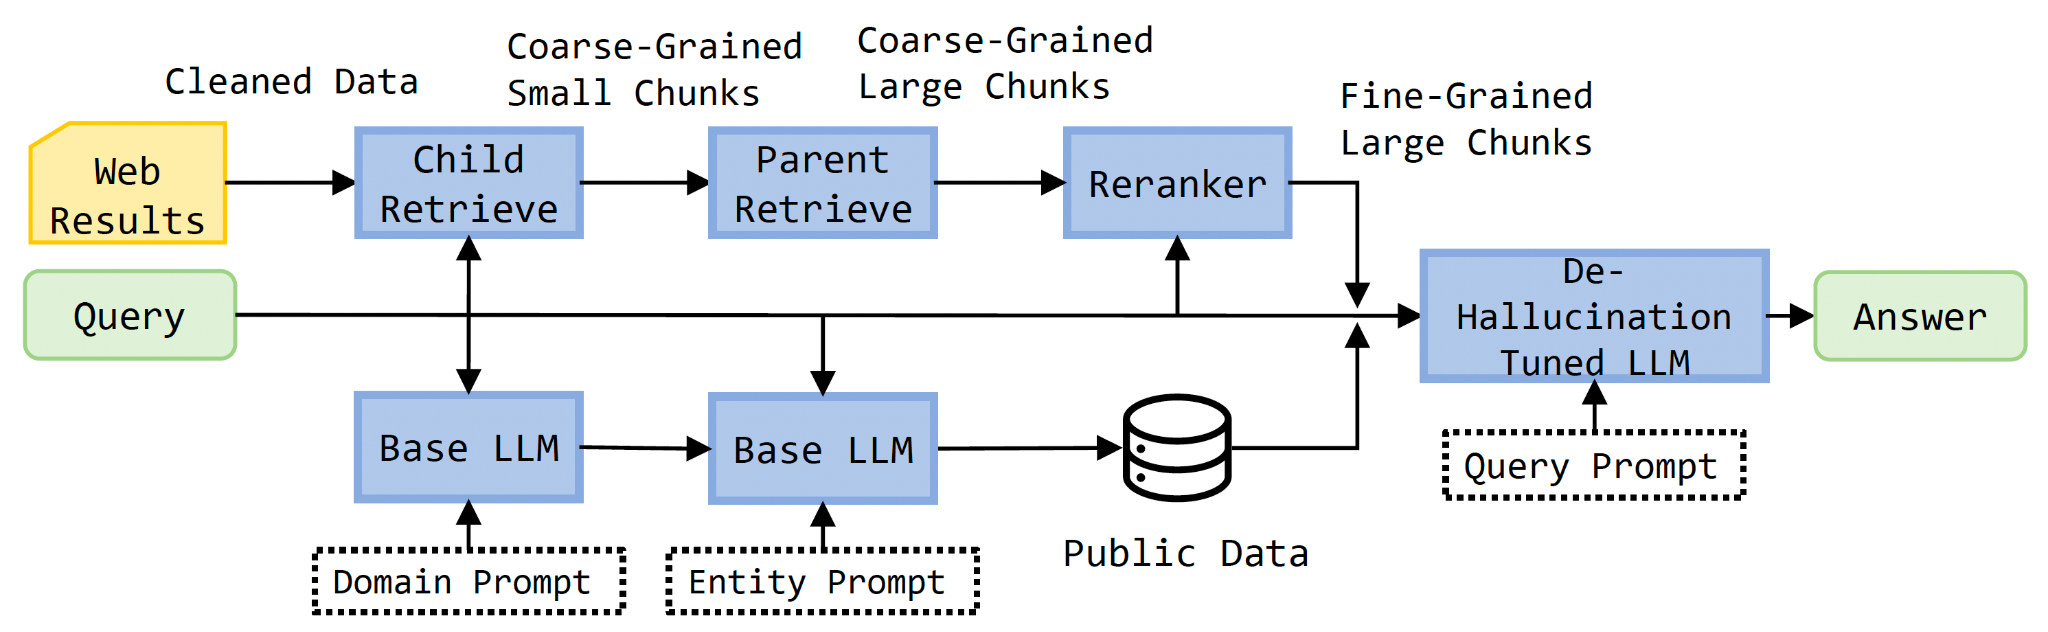 Cleaned Data
Coarse-Grained
Small Chunks
Coarse-Grained
Large Chunks
Fine-Grained
Large Chunks
Web
Results
Child
Retrieve
Parent
Retrieve
Reranker
Query
De-
Hallucination
Tuned LLM
Answer
Base LLM
Base LLM
Query Prompt
Public Data
Domain Prompt
Entity Prompt